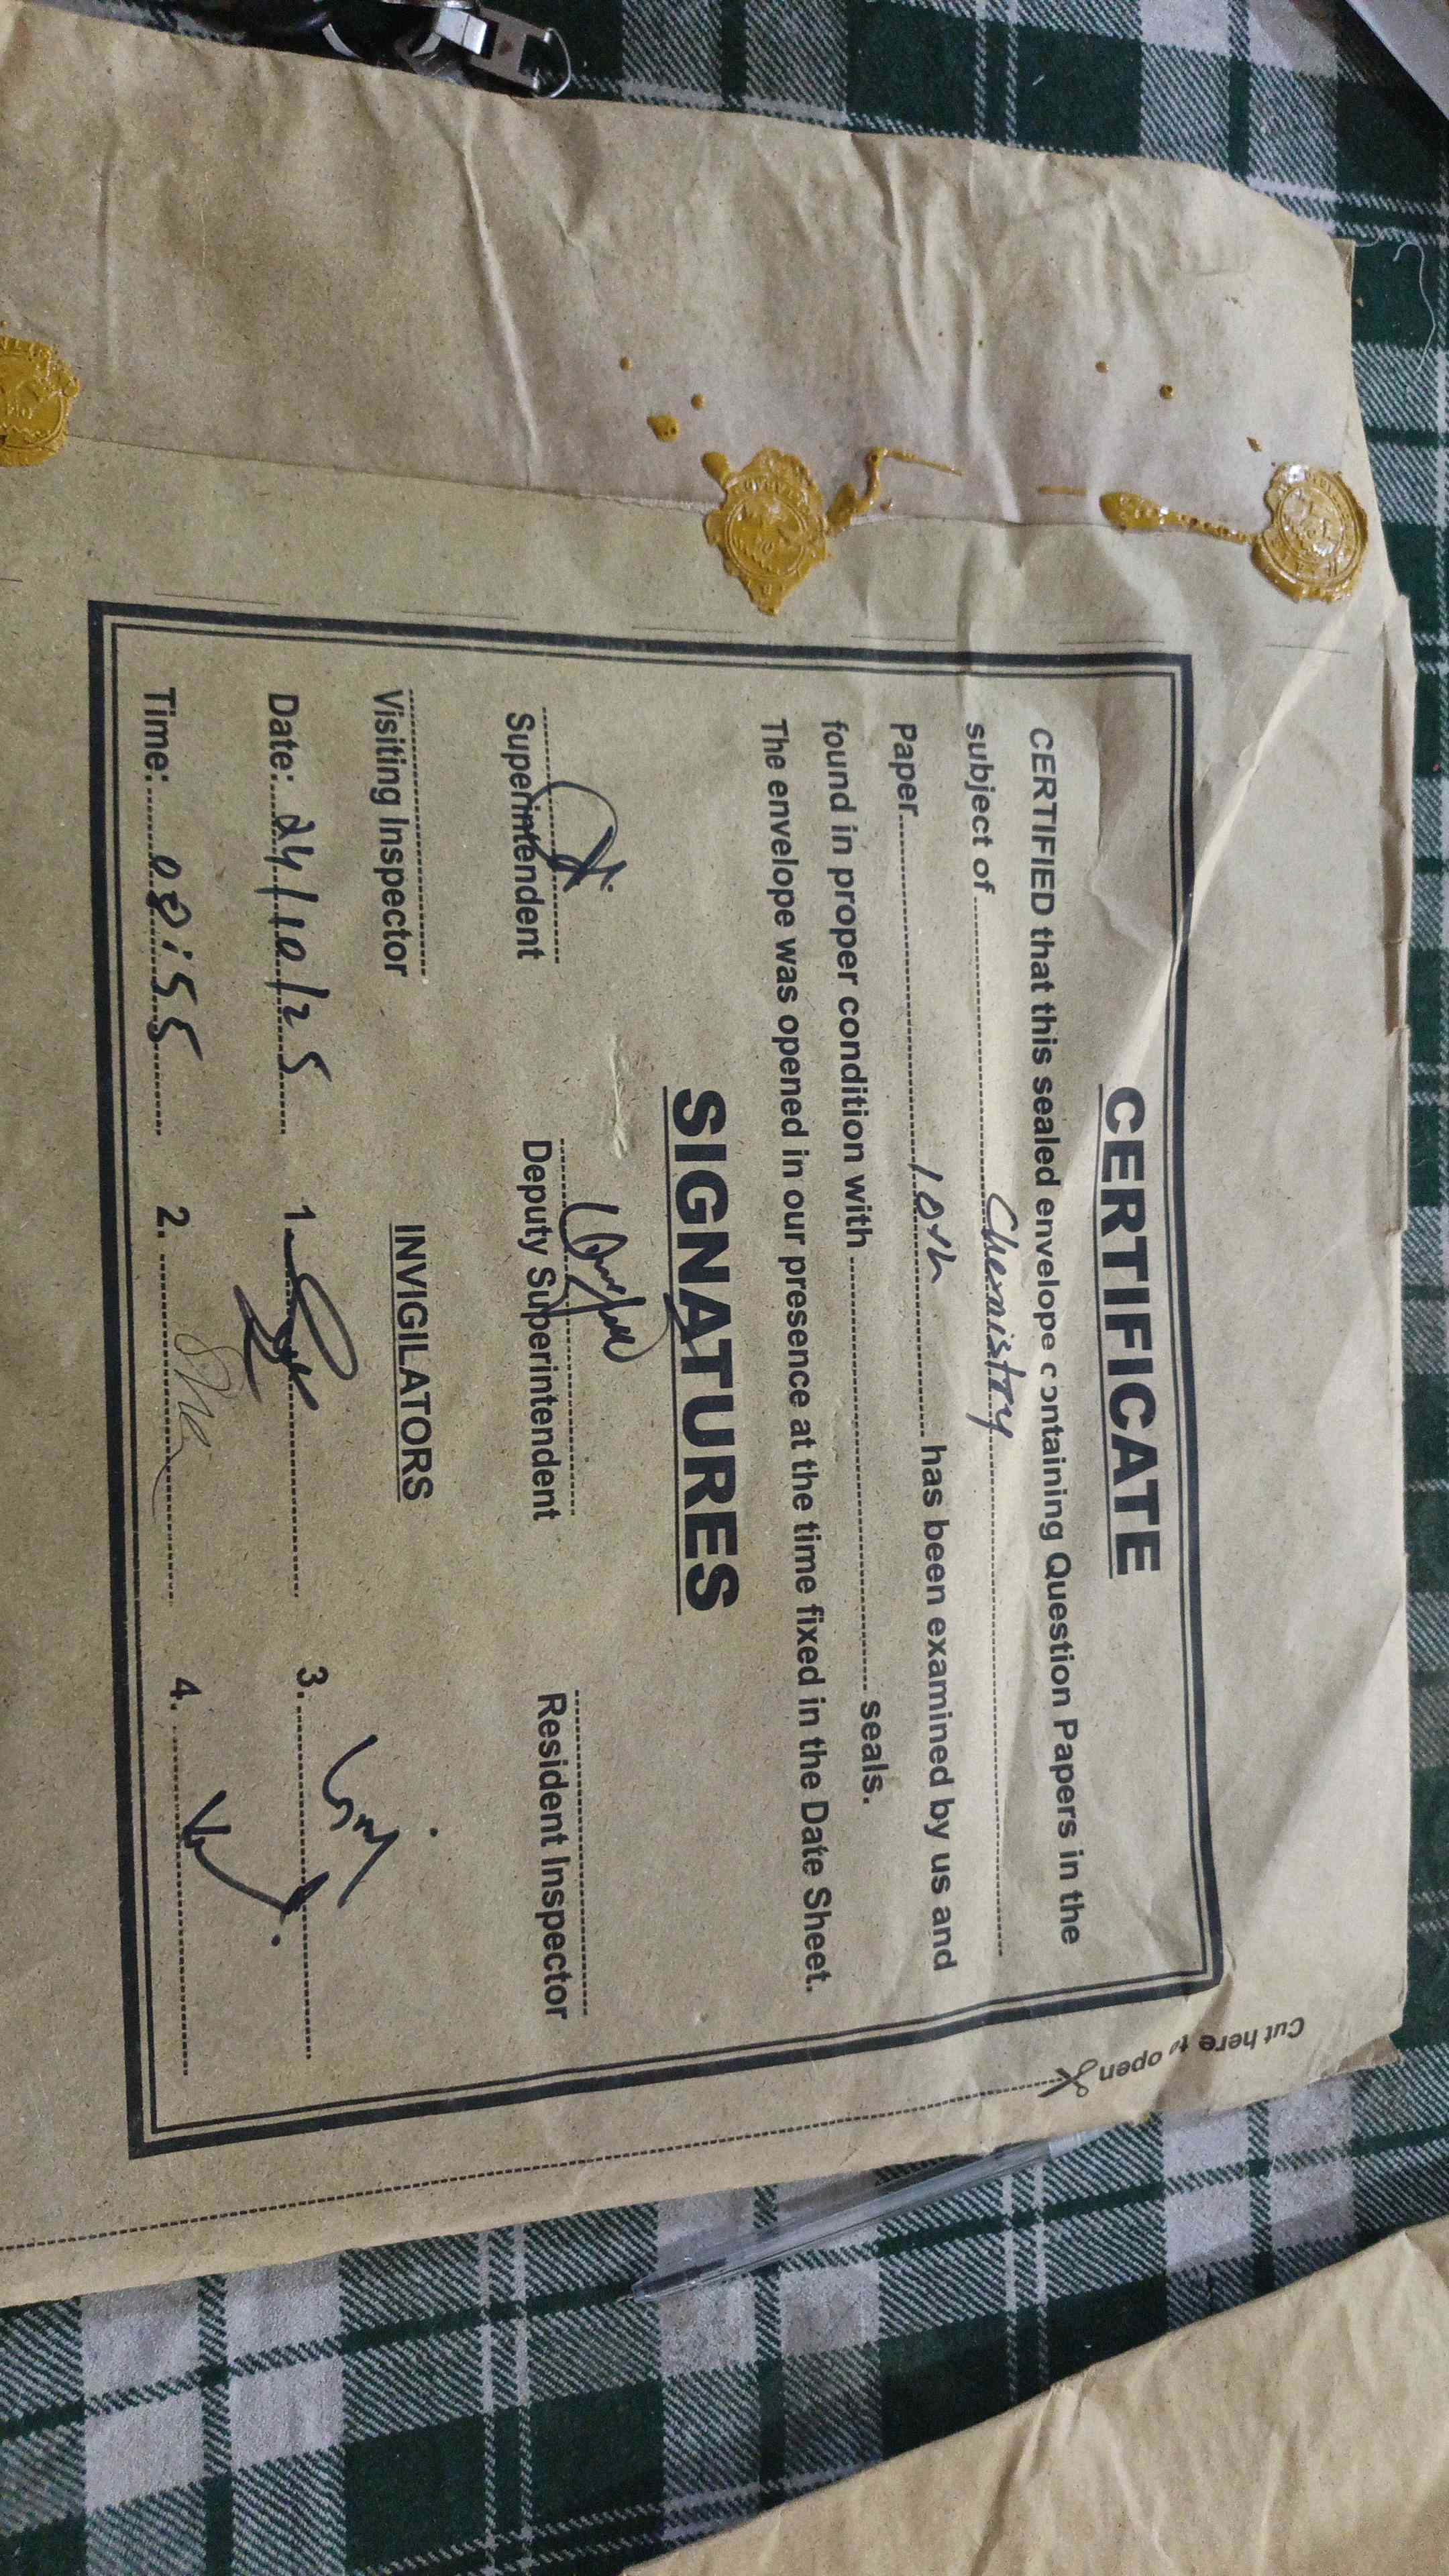 CERTIFICATE
CERTIFIED that this sealed envelope containing Question Papers in the
subject of Chemistry
Paper 10th has been examined by us and
found in proper condition with seals.
The envelope was opened in our presence at the time fixed in the Date Sheet.
SIGNATURES
Superintendent Deputy Superintendent Resident Inspector
Visiting Inspector INVIGILATORS
Date: 24/10/25 1. 3.
Time: 08:55 2. 4.
Cut here to open